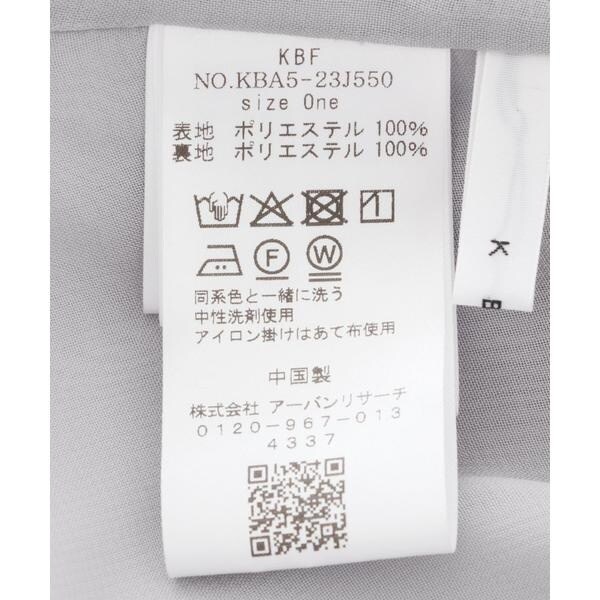 KBF
NO.KBA5-23J550
size One
表地 ポリエステル 100%
裏地 ポリエステル 100%
F
W
同系色と一緒に洗う
中性洗剤使用
アイロン掛けはあて布使用
中国製
株式会社 アーバンリサーチ
0120-967-013
4337
K
B